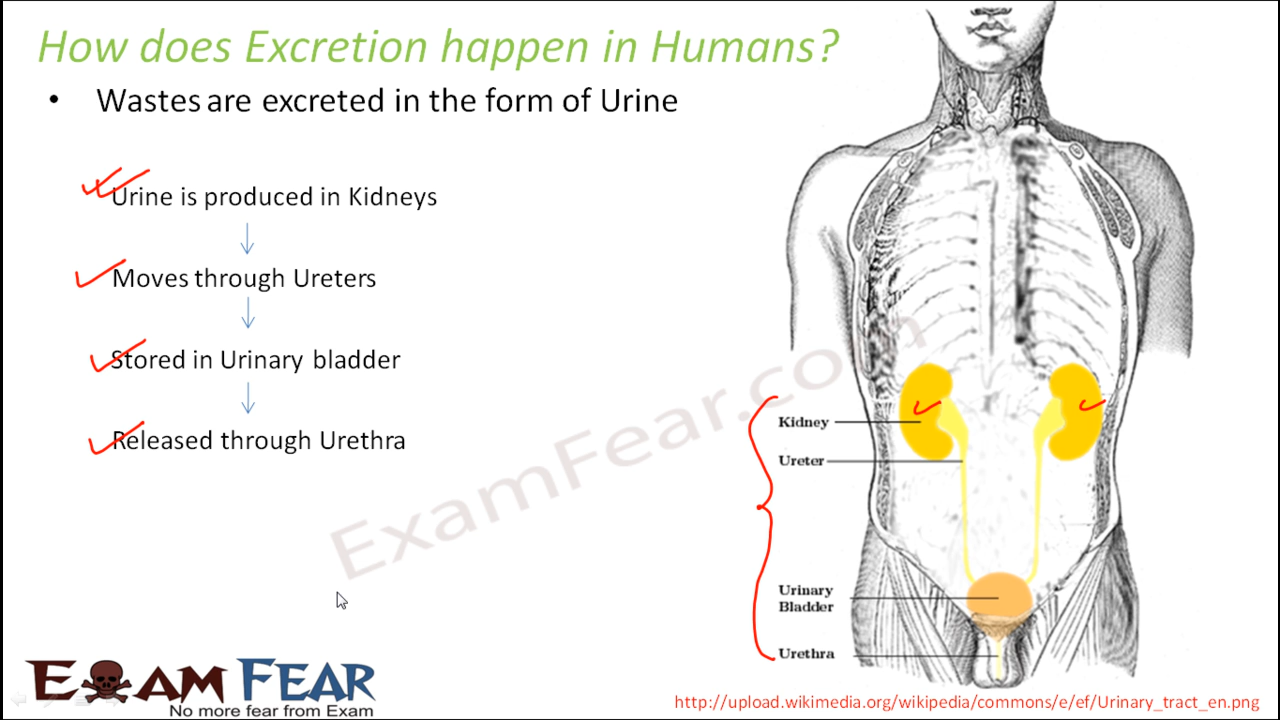 How does Excretion happen in Humans?
• Wastes are excreted in the form of Urine
Urine is produced in Kidneys
Moves through Ureters
Stored in Urinary bladder
Released through Urethra
Kidney
Ureter
Urinary
Bladder
Urethra
ExamFear.com
EXAM FEAR
No more fear from Exam
http://upload.wikimedia.org/wikipedia/commons/e/ef/Urinary_tract_en.png